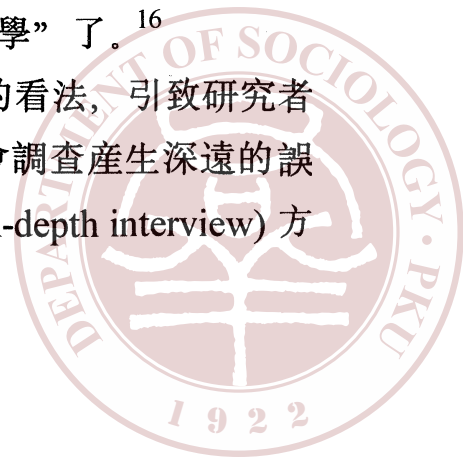 學” 了。16
的看法, 引致研究者
調查產生深遠的誤
-depth interview) 方
DEPARTMENT OF SOCIOLOGY · PKU
1922